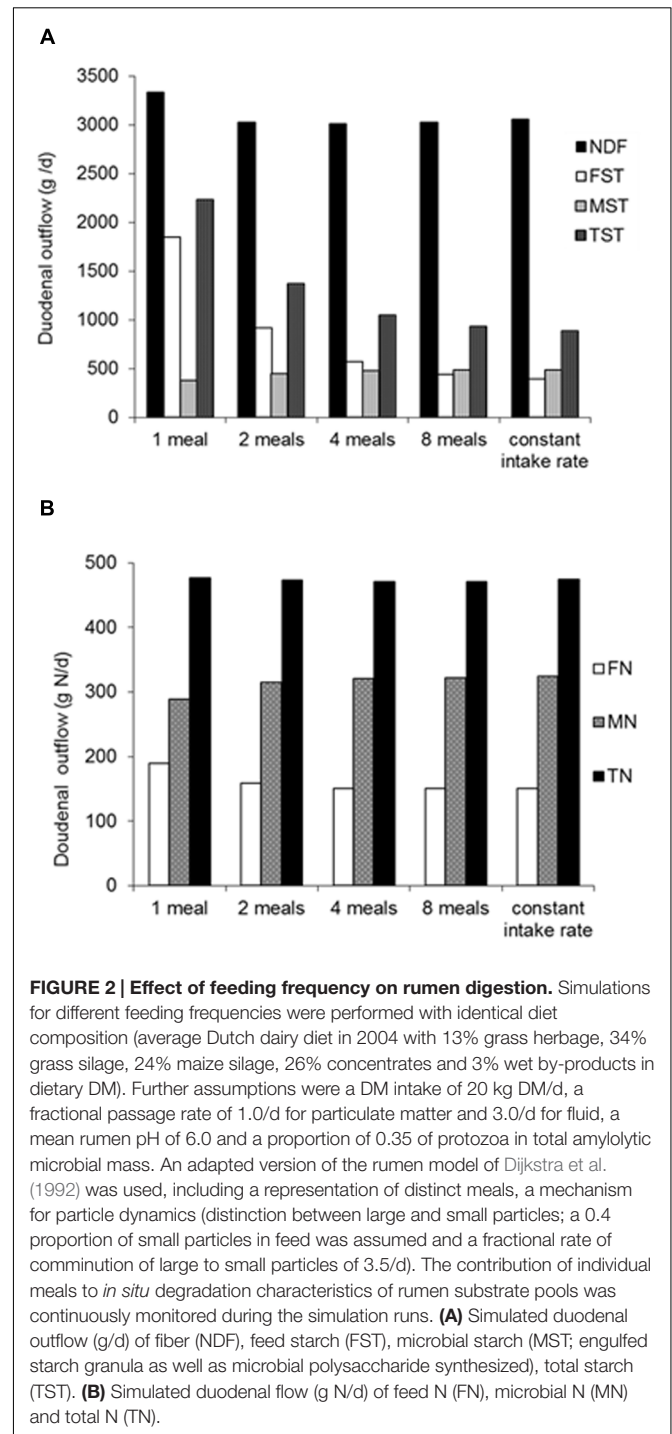 A
3500
3000
2500
2000
1500
1000
500
0
Duodenal outflow (g /d)
NDF
FST
MST
TST
1 meal 2 meals 4 meals 8 meals constant
intake rate
B
500
400
300
200
100
0
Doudenal outflow (g N/d)
FN
MN
TN
1 meal 2 meals 4 meals 8 meals constant
intake rate
FIGURE 2 | Effect of feeding frequency on rumen digestion. Simulations
for different feeding frequencies were performed with identical diet
composition (average Dutch dairy diet in 2004 with 13% grass herbage, 34%
grass silage, 24% maize silage, 26% concentrates and 3% wet by-products in
dietary DM). Further assumptions were a DM intake of 20 kg DM/d, a
fractional passage rate of 1.0/d for particulate matter and 3.0/d for fluid, a
mean rumen pH of 6.0 and a proportion of 0.35 of protozoa in total amylolytic
microbial mass. An adapted version of the rumen model of Dijkstra et al.
(1992) was used, including a representation of distinct meals, a mechanism
for particle dynamics (distinction between large and small particles; a 0.4
proportion of small particles in feed was assumed and a fractional rate of
comminution of large to small particles of 3.5/d). The contribution of individual
meals to in situ degradation characteristics of rumen substrate pools was
continuously monitored during the simulation runs. (A) Simulated duodenal
outflow (g/d) of fiber (NDF), feed starch (FST), microbial starch (MST; engulfed
starch granula as well as microbial polysaccharide synthesized), total starch
(TST). (B) Simulated duodenal flow (g N/d) of feed N (FN), microbial N (MN)
and total N (TN).